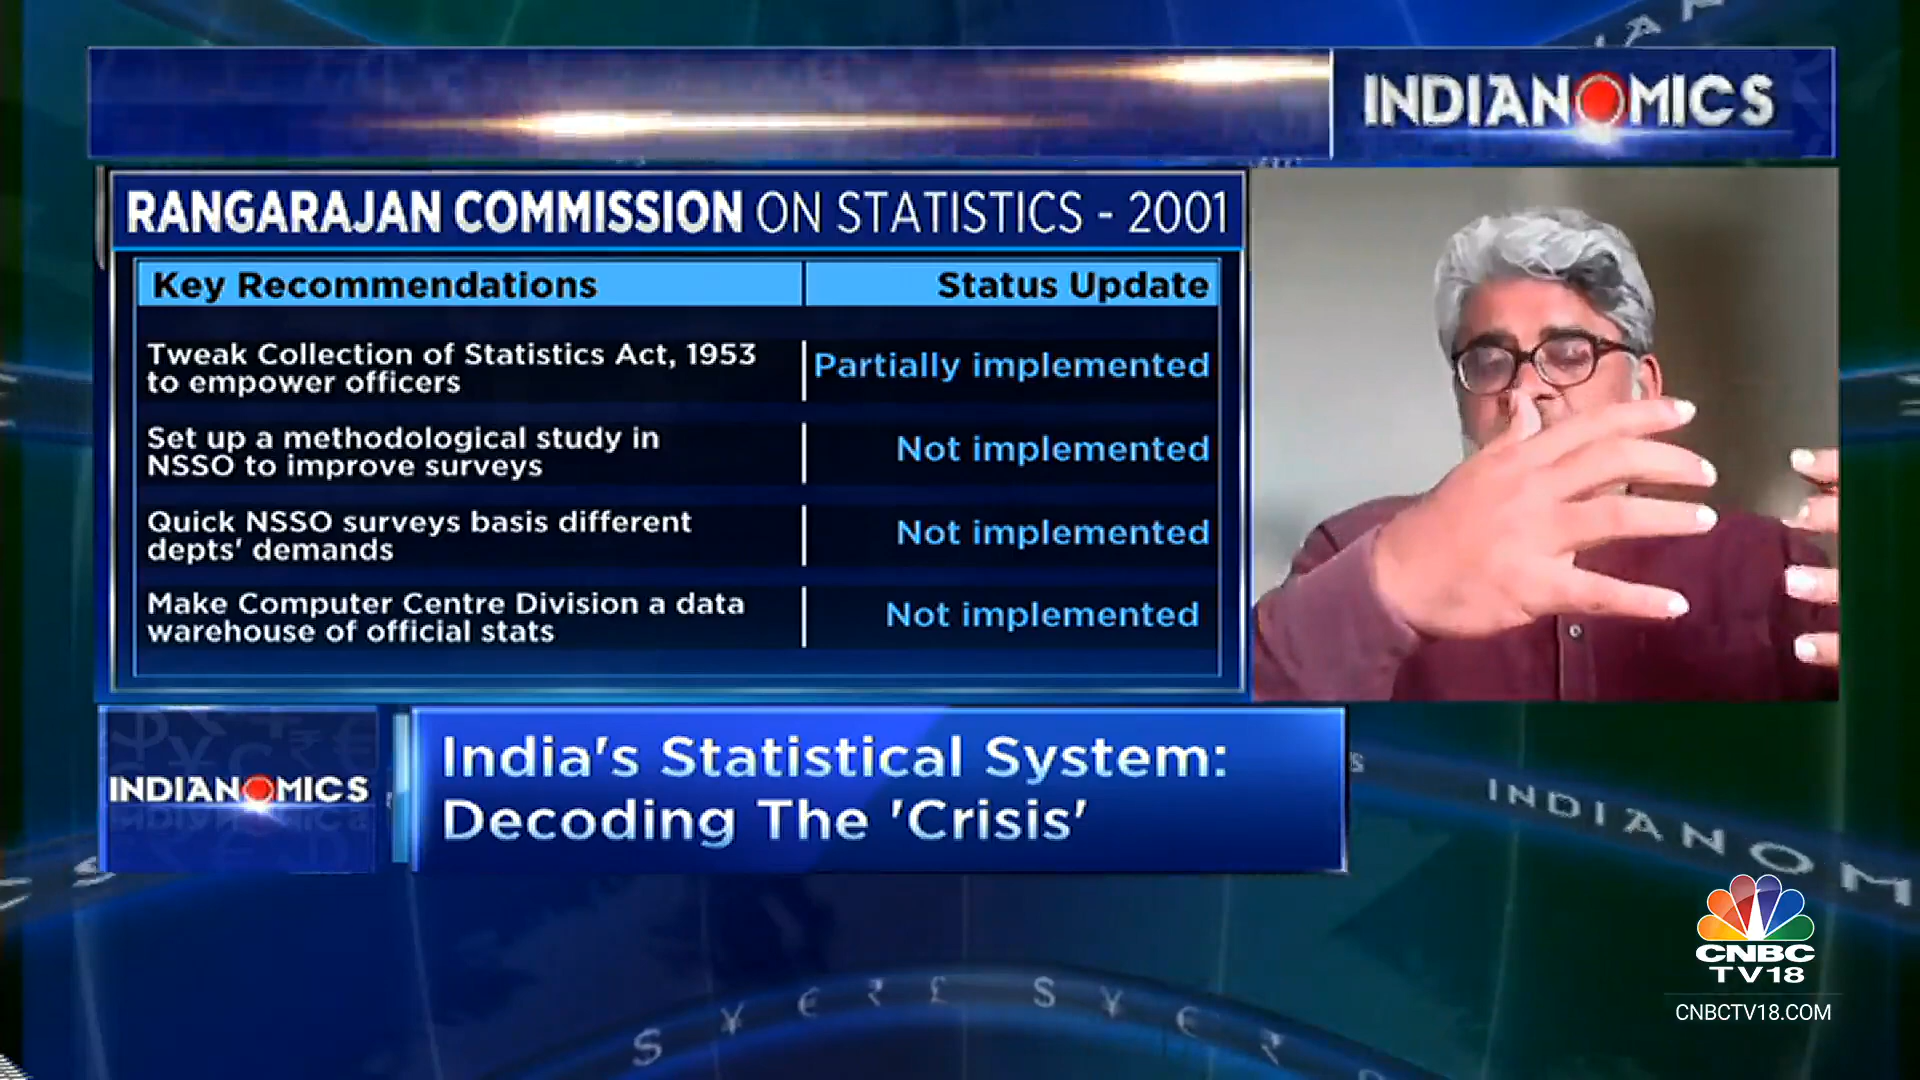 INDIANOMICS
RANGARAJAN COMMISSION ON STATISTICS - 2001
Key Recommendations
Status Update
Tweak Collection of Statistics Act, 1953
to empower officers
Partially implemented
Set up a methodological study in
NSSO to improve surveys
Not implemented
Quick NSSO surveys basis different
depts' demands
Not implemented
Make Computer Centre Division a data
warehouse of official stats
Not implemented
INDIANOMICS
India's Statistical System:
Decoding The 'Crisis'
INDIANOM
CNBC
TV18
CNBCTV18.COM
S ¥ € ₹ £ S ¥ € ₹